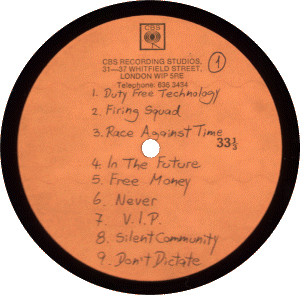 CBS
CBS RECORDING STUDIOS,
31—37 WHITFIELD STREET,
LONDON WIP 5RE
Telephone: 636 3434
1
1. Duty Free Technology
2. Firing Squad
3. Race Against Time
33⅓
4. In The Future
5. Free Money
6. Never
7. V.I.P.
8. Silent Community
9. Don't Dictate